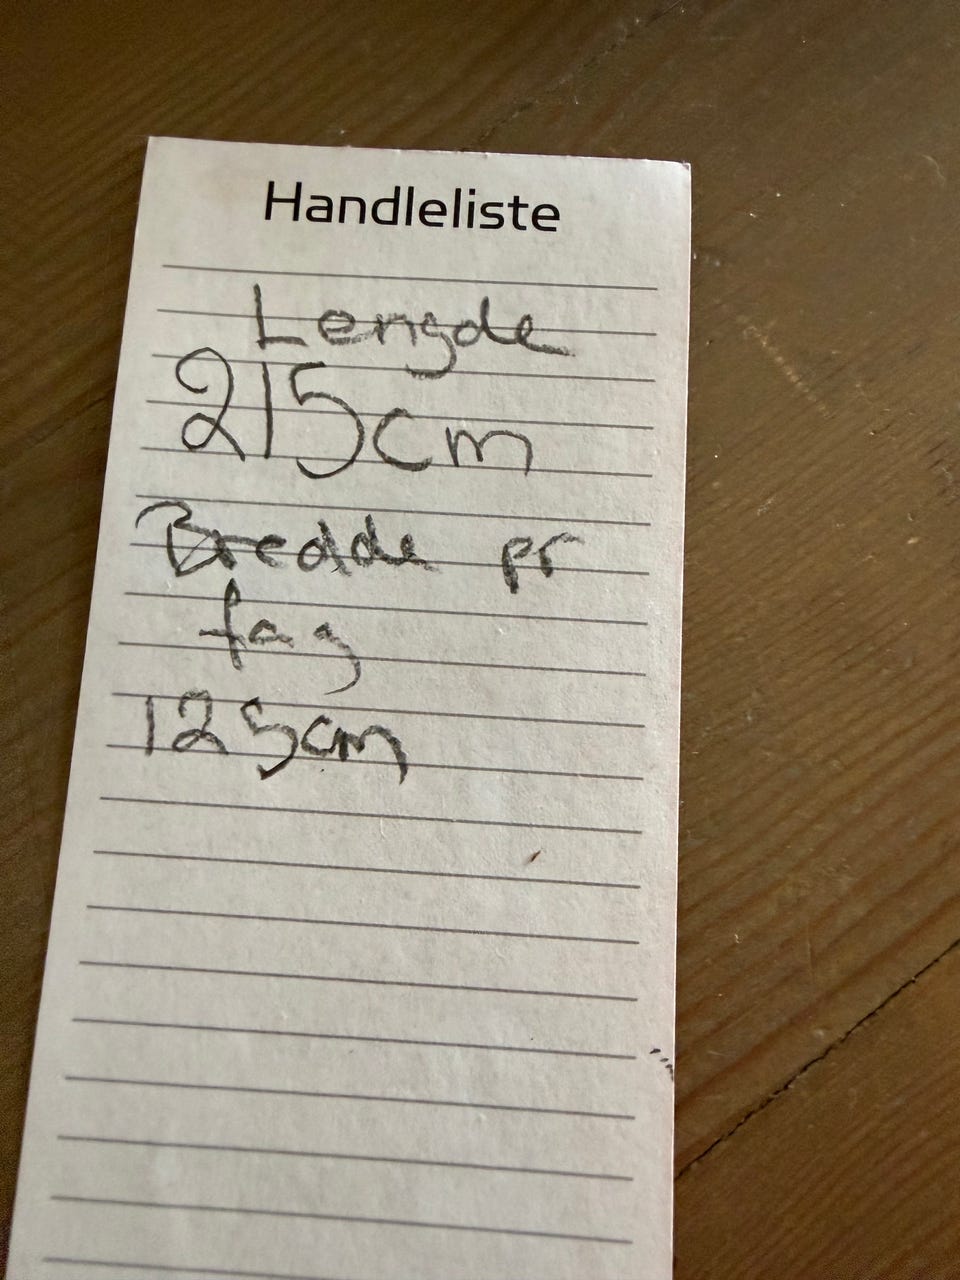 Handleliste
Lengde
215cm
Bredde pr
fag
125cm